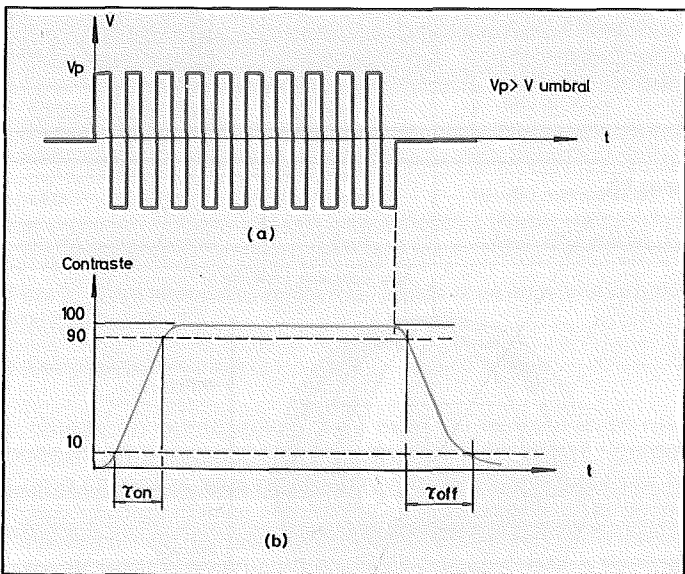 V
Vp
Vp> V umbral
t
(a)
Contraste
100
90
10
t
τon
τoff
(b)